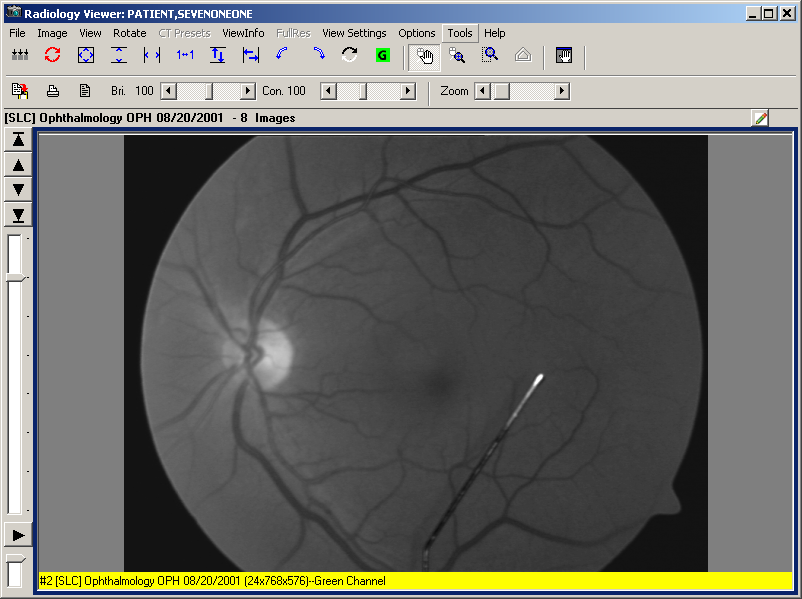 Radiology Viewer: PATIENT,SEVENONEONE
File Image View Rotate CT Presets ViewInfo FullRes View Settings Options Tools Help
1↔1 G
Bri. 100 Con. 100 Zoom
[SLC] Ophthalmology OPH 08/20/2001 - 8 Images
#2 [SLC] Ophthalmology OPH 08/20/2001 (24x768x576)--Green Channel